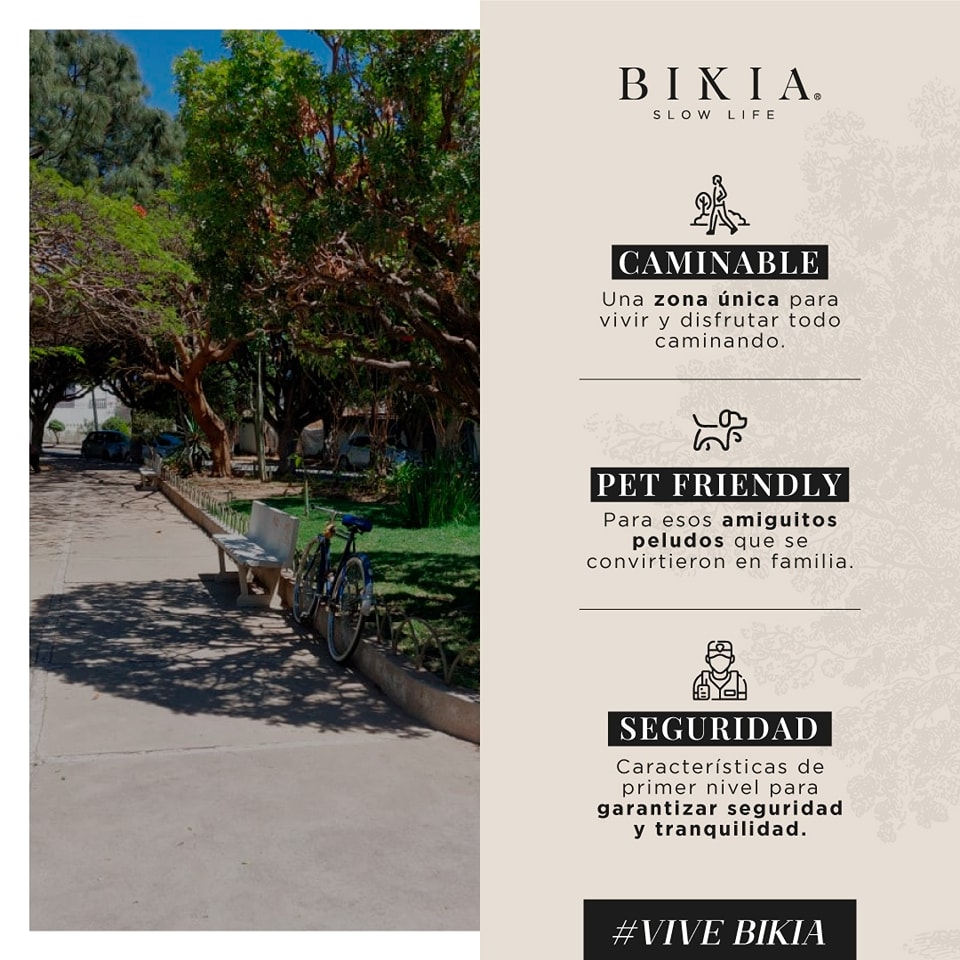 BIKIA®
SLOW LIFE
CAMINABLE
Una zona única para
vivir y disfrutar todo
caminando.
PET FRIENDLY
Para esos amiguitos
peludos que se
convirtieron en familia.
SEGURIDAD
Características de
primer nivel para
garantizar seguridad
y tranquilidad.
#VIVE BIKIA